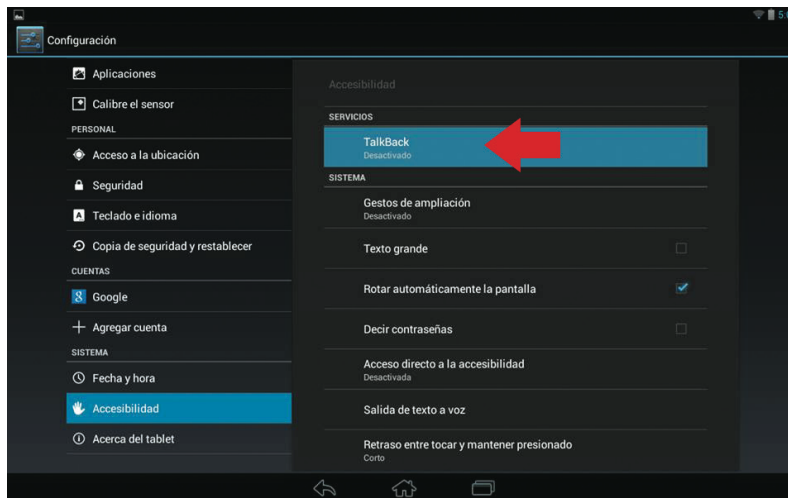 5:0
Configuración
Aplicaciones
Calibre el sensor
PERSONAL
Acceso a la ubicación
Seguridad
Teclado e idioma
Copia de seguridad y restablecer
CUENTAS
Google
Agregar cuenta
SISTEMA
Fecha y hora
Accesibilidad
Acerca del tablet
Accesibilidad
SERVICIOS
TalkBack
Desactivado
SISTEMA
Gestos de ampliación
Desactivado
Texto grande
Rotar automáticamente la pantalla
Decir contraseñas
Acceso directo a la accesibilidad
Desactivada
Salida de texto a voz
Retraso entre tocar y mantener presionado
Corto